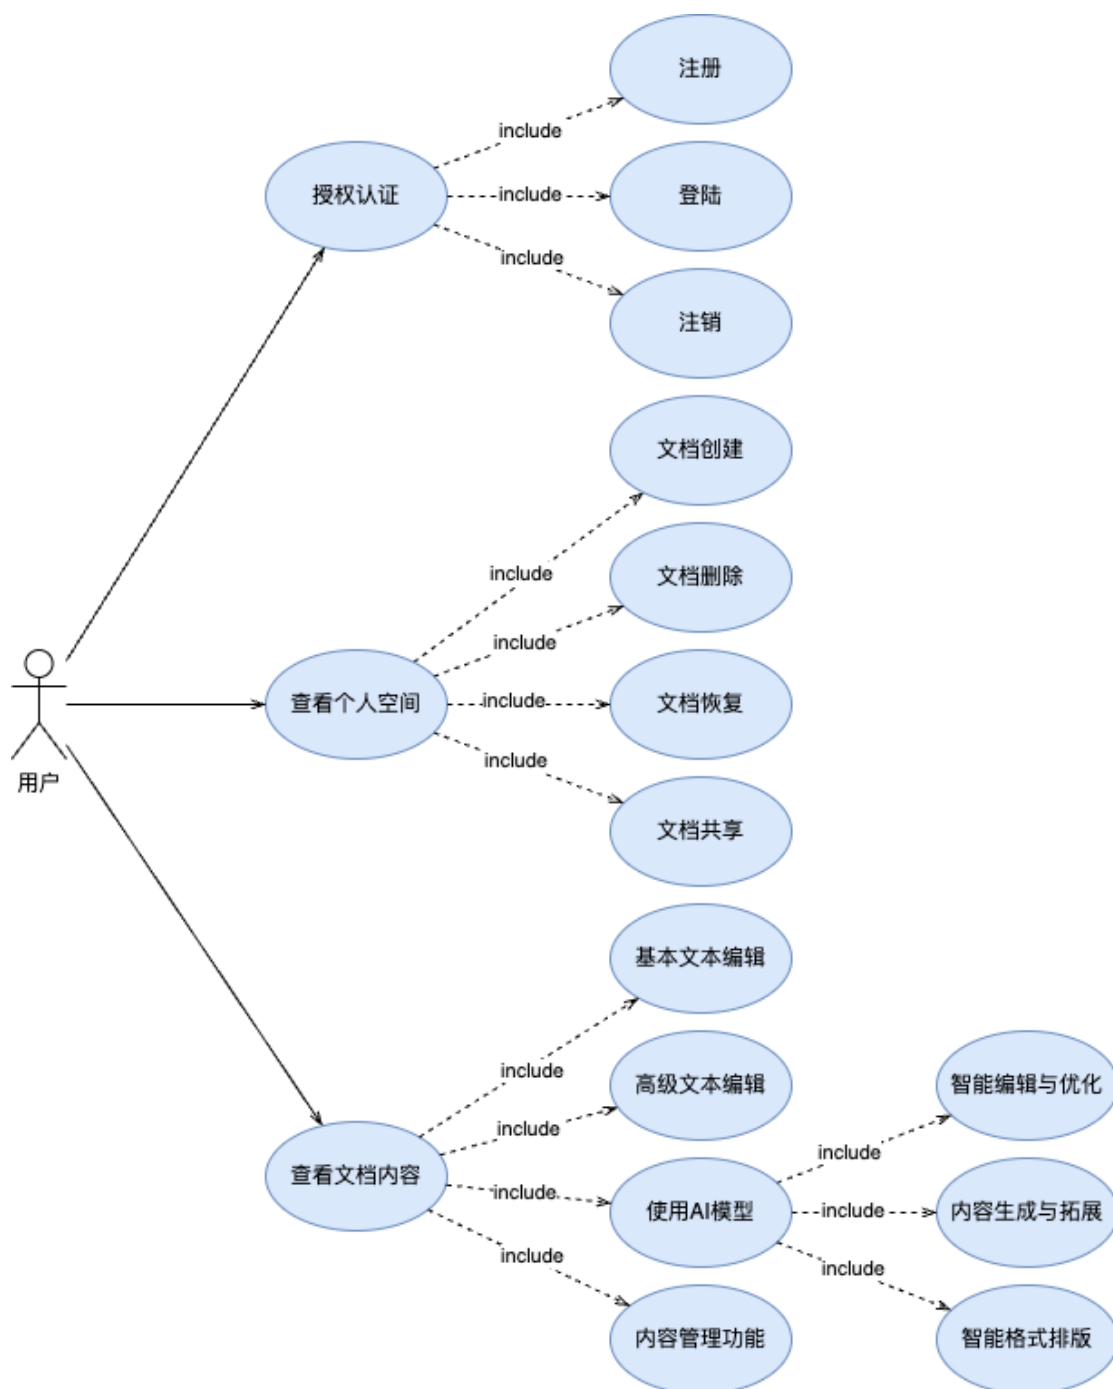 注册
include
授权认证
include
登陆
include
注销
文档创建
include
文档删除
include
用户
查看个人空间
include
文档恢复
include
文档共享
基本文本编辑
include
高级文本编辑
include
智能编辑与优化
include
查看文档内容
include
使用AI模型
include
内容生成与拓展
include
include
内容管理功能
智能格式排版